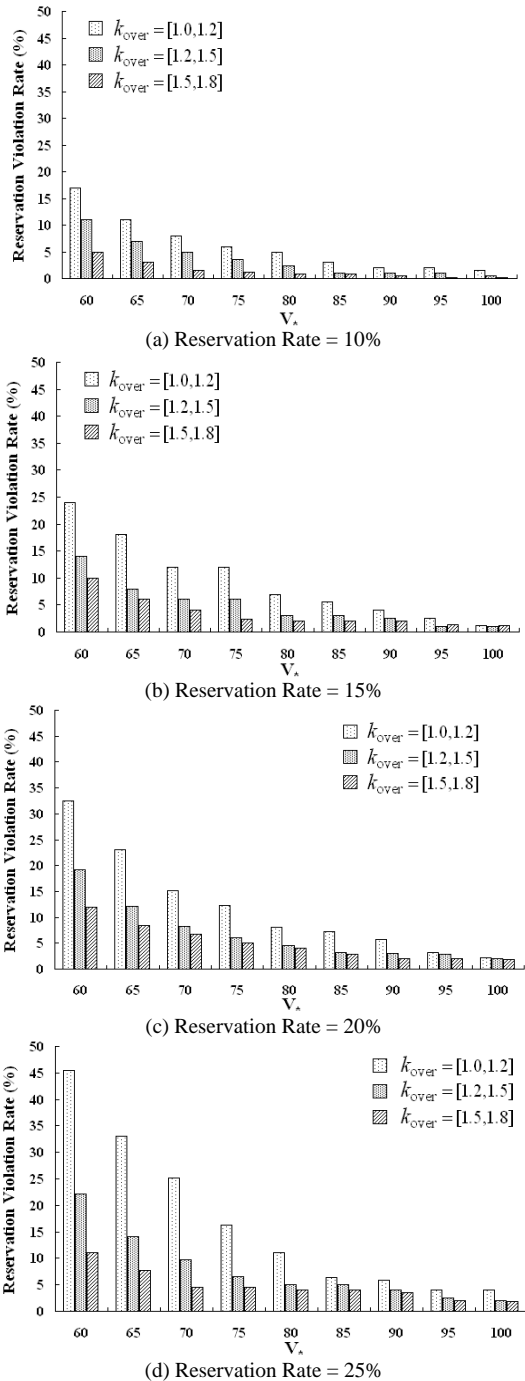 50
k_over = [1.0,1.2]
45
40
k_over = [1.2,1.5]
35
k_over = [1.5,1.8]
30
25
20
15
10
5
0
Reservation Violation Rate (%)
60 65 70 75 80 85 90 95 100
V*
(a) Reservation Rate = 10%
50
k_over = [1.0,1.2]
45
40
k_over = [1.2,1.5]
35
k_over = [1.5,1.8]
30
25
20
15
10
5
0
Reservation Violation Rate (%)
60 65 70 75 80 85 90 95 100
V*
(b) Reservation Rate = 15%
50
45
k_over = [1.0,1.2]
40
k_over = [1.2,1.5]
35
k_over = [1.5,1.8]
30
25
20
15
10
5
0
Reservation Violation Rate (%)
60 65 70 75 80 85 90 95 100
V*
(c) Reservation Rate = 20%
50
k_over = [1.0,1.2]
45
40
k_over = [1.2,1.5]
35
k_over = [1.5,1.8]
30
25
20
15
10
5
0
Reservation Violation Rate (%)
60 65 70 75 80 85 90 95 100
V*
(d) Reservation Rate = 25%